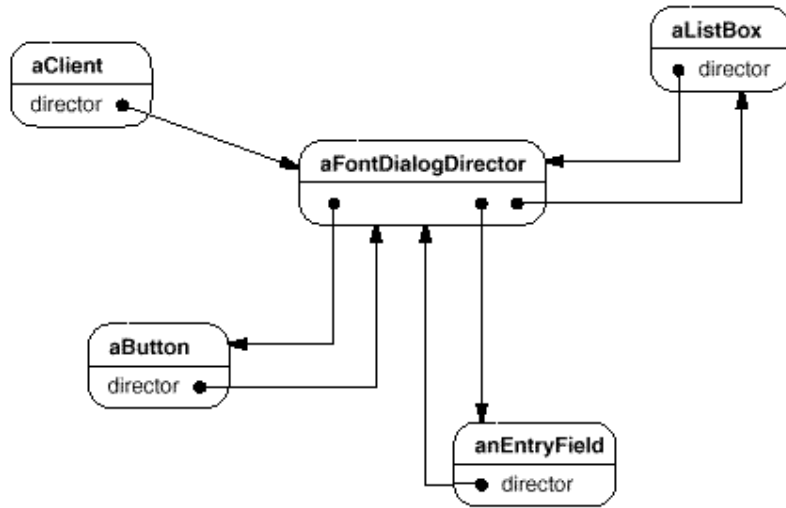 aListBox
director
aClient
director
aFontDialogDirector
aButton
director
anEntryField
director